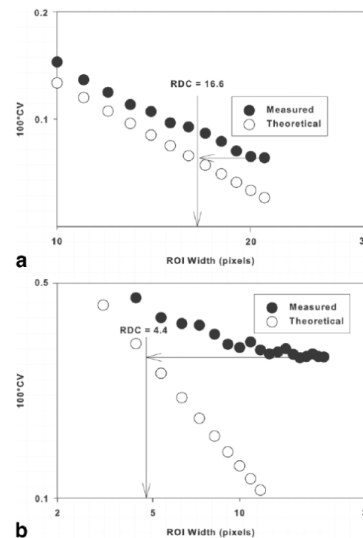 0.2
RDC = 16.6
Measured
Theoretical
0.1
100*CV
10
20
ROI Width (pixels)
a
0.5
Measured
Theoretical
RDC = 4.4
100*CV
0.1
2
5
10
ROI Width (pixels)
b